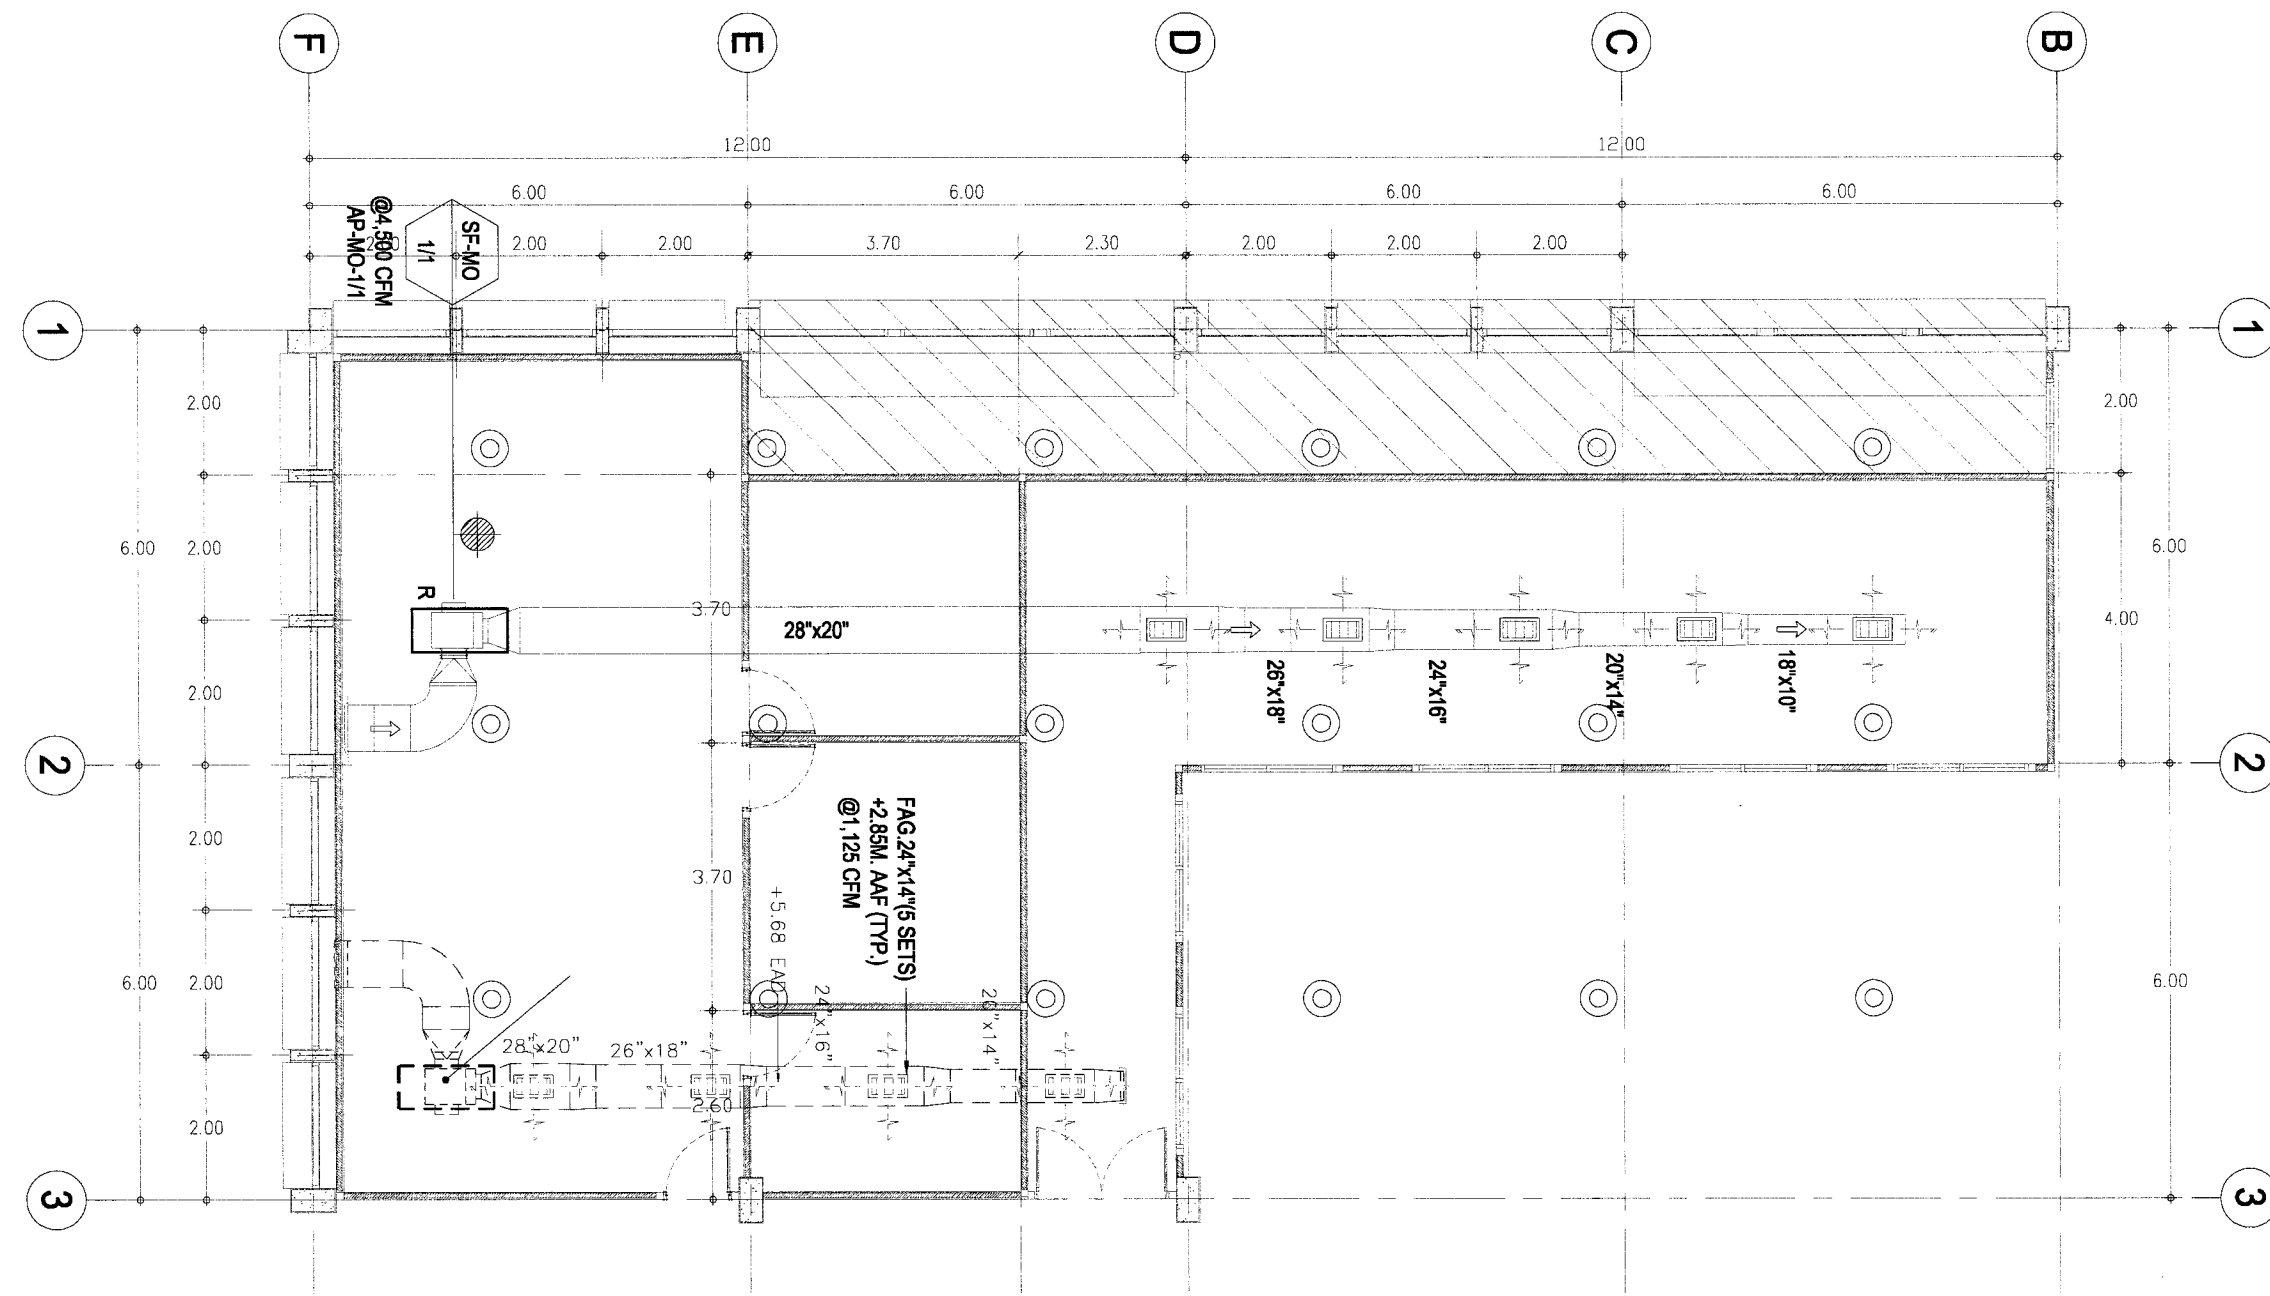 F
E
D
C
B
12.00
12.00
6.00
6.00
6.00
6.00
2.00
2.00
3.70
2.30
2.00
2.00
2.00
SF-MO
1/1
@4,500 CFM
AP-MO-1/1
1
1
2.00
2.00
6.00
2.00
6.00
4.00
2.00
R
3.70
28"x20"
26"x18"
24"x16"
20"x14"
18"x10"
2
2
2.00
FAG.24"x14"(5 SETS)
+2.85M. AAF (TYP.)
@1,125 CFM
3.70
+5.68 EAD
6.00
2.00
6.00
24"x16"
20"x14"
28"x20"
26"x18"
2.60
2.00
3
3